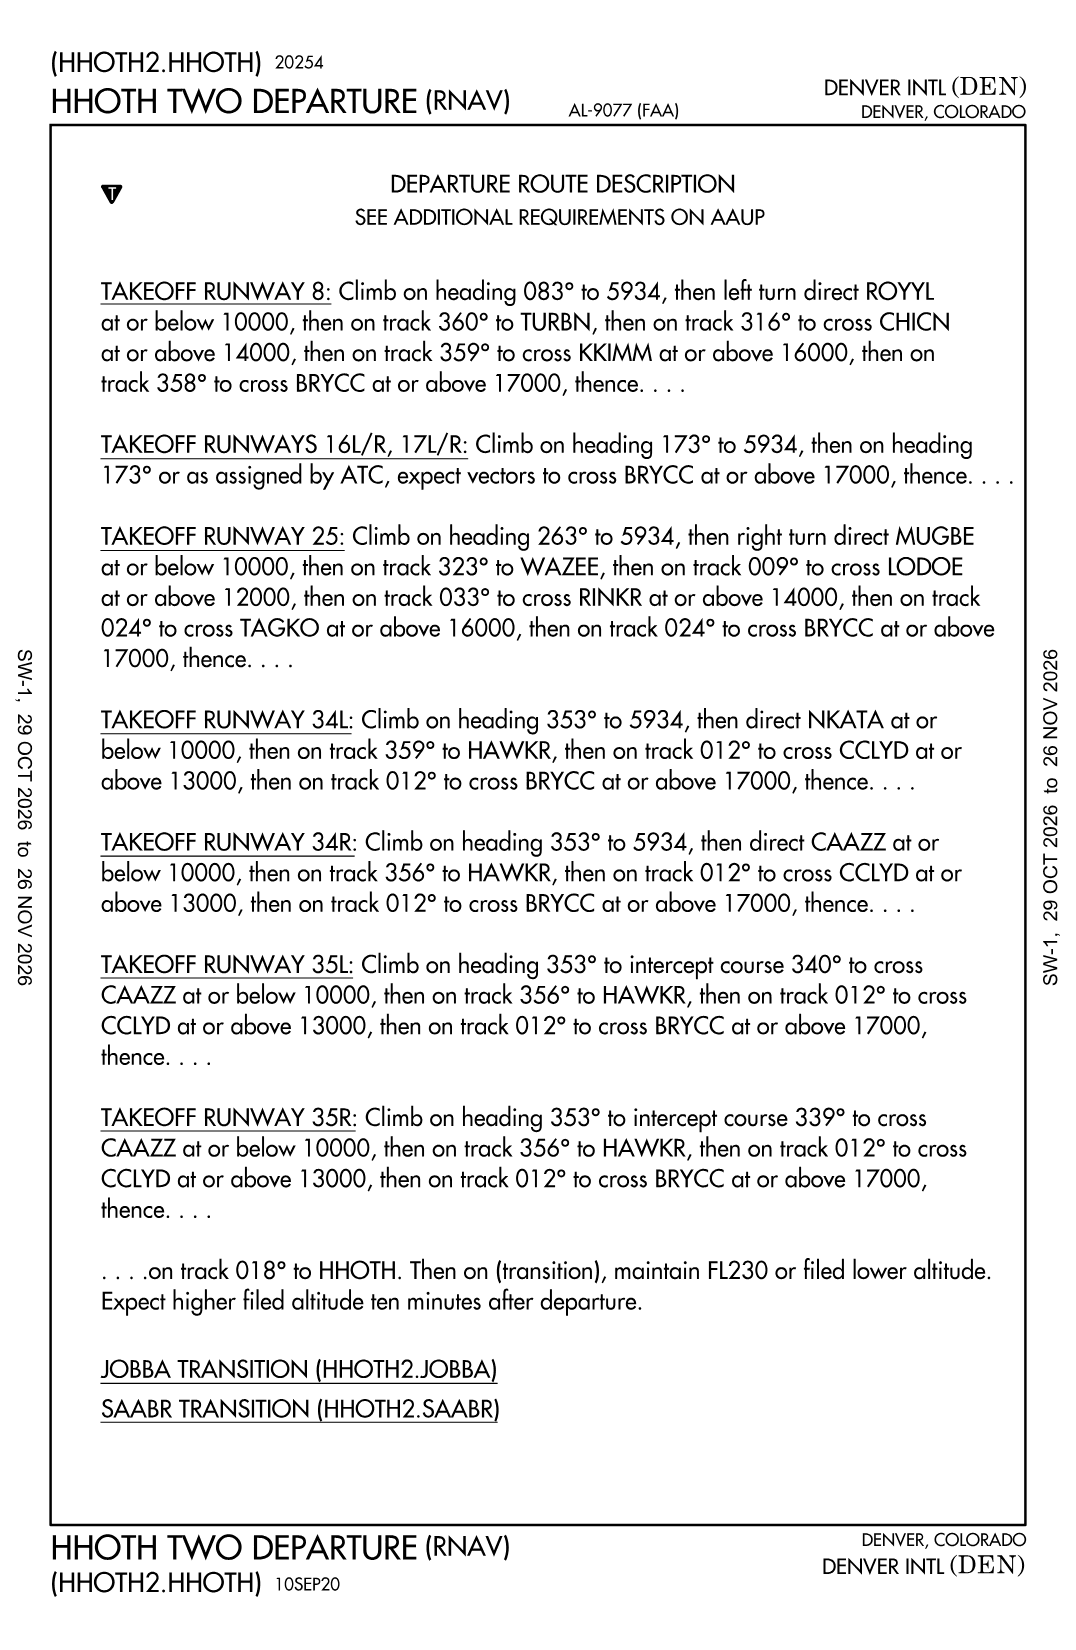 (HHOTH2.HHOTH) 20254
HHOTH TWO DEPARTURE (RNAV)
AL-9077 (FAA)
DENVER INTL (DEN)
DENVER, COLORADO
T
DEPARTURE ROUTE DESCRIPTION
SEE ADDITIONAL REQUIREMENTS ON AAUP
TAKEOFF RUNWAY 8: Climb on heading 083° to 5934, then left turn direct ROYYL
at or below 10000, then on track 360° to TURBN, then on track 316° to cross CHICN
at or above 14000, then on track 359° to cross KKIMM at or above 16000, then on
track 358° to cross BRYCC at or above 17000, thence. . . .
TAKEOFF RUNWAYS 16L/R, 17L/R: Climb on heading 173° to 5934, then on heading
173° or as assigned by ATC, expect vectors to cross BRYCC at or above 17000, thence. . . .
TAKEOFF RUNWAY 25: Climb on heading 263° to 5934, then right turn direct MUGBE
at or below 10000, then on track 323° to WAZEE, then on track 009° to cross LODOE
at or above 12000, then on track 033° to cross RINKR at or above 14000, then on track
024° to cross TAGKO at or above 16000, then on track 024° to cross BRYCC at or above
17000, thence. . . .
TAKEOFF RUNWAY 34L: Climb on heading 353° to 5934, then direct NKATA at or
below 10000, then on track 359° to HAWKR, then on track 012° to cross CCLYD at or
above 13000, then on track 012° to cross BRYCC at or above 17000, thence. . . .
TAKEOFF RUNWAY 34R: Climb on heading 353° to 5934, then direct CAAZZ at or
below 10000, then on track 356° to HAWKR, then on track 012° to cross CCLYD at or
above 13000, then on track 012° to cross BRYCC at or above 17000, thence. . . .
TAKEOFF RUNWAY 35L: Climb on heading 353° to intercept course 340° to cross
CAAZZ at or below 10000, then on track 356° to HAWKR, then on track 012° to cross
CCLYD at or above 13000, then on track 012° to cross BRYCC at or above 17000,
thence. . . .
TAKEOFF RUNWAY 35R: Climb on heading 353° to intercept course 339° to cross
CAAZZ at or below 10000, then on track 356° to HAWKR, then on track 012° to cross
CCLYD at or above 13000, then on track 012° to cross BRYCC at or above 17000,
thence. . . .
. . . .on track 018° to HHOTH. Then on (transition), maintain FL230 or filed lower altitude.
Expect higher filed altitude ten minutes after departure.
JOBBA TRANSITION (HHOTH2.JOBBA)
SAABR TRANSITION (HHOTH2.SAABR)
SW-1, 29 OCT 2026 to 26 NOV 2026
SW-1, 29 OCT 2026 to 26 NOV 2026
HHOTH TWO DEPARTURE (RNAV)
(HHOTH2.HHOTH) 10SEP20
DENVER, COLORADO
DENVER INTL (DEN)